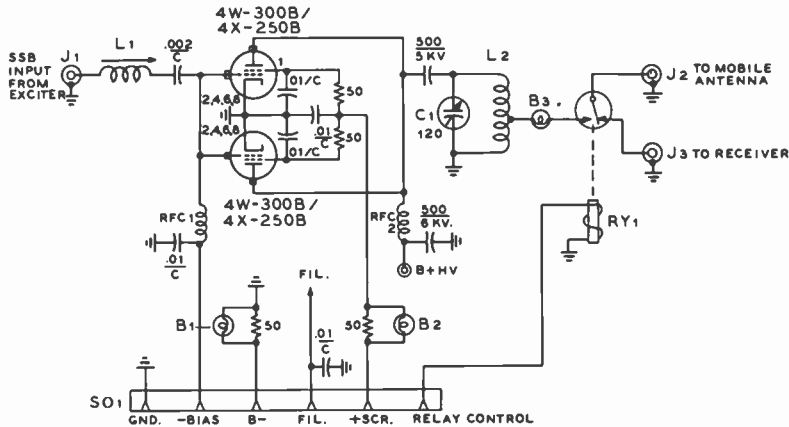 4W-300B/
4X-250B
SSB
INPUT
FROM
EXCITER
J1
L1
.002
C
1
01/C
50
2,4,6,8
2,4,6,8
.01
C
50
01/C
4W-300B/
4X-250B
500
5 KV
L2
C1
120
B3.
J2 TO MOBILE
ANTENNA
J3 TO RECEIVER
RY1
RFC1
.01
C
RFC
2
500
6 KV.
B+HV
FIL.
B1
50
.01
C
50
B2
SO1
GND. -BIAS B- FIL. +SCR. RELAY CONTROL